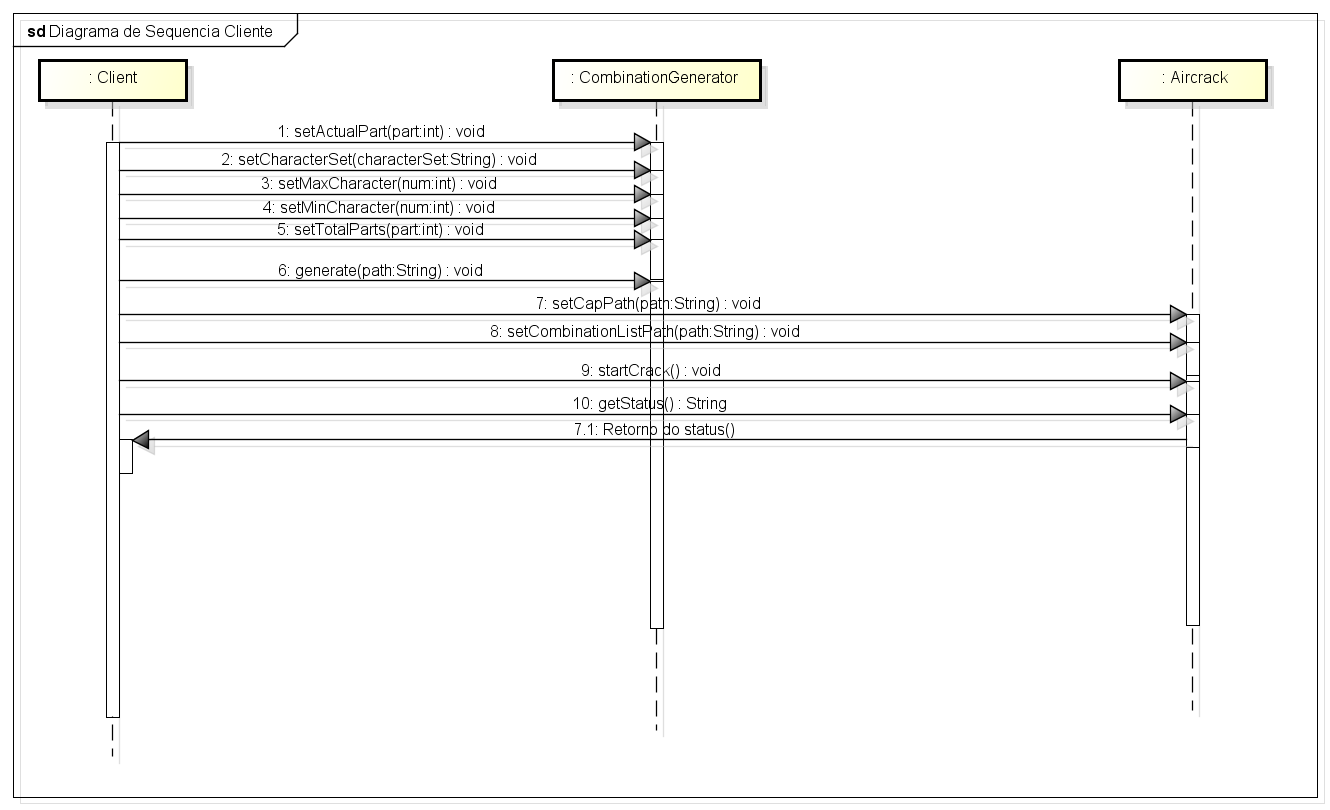 sd Diagrama de Sequencia Cliente
: Client
: CombinationGenerator
: Aircrack
1: setActualPart(part:int) : void
2: setCharacterSet(characterSet:String) : void
3: setMaxCharacter(num:int) : void
4: setMinCharacter(num:int) : void
5: setTotalParts(part:int) : void
6: generate(path:String) : void
7: setCapPath(path:String) : void
8: setCombinationListPath(path:String) : void
9: startCrack() : void
10: getStatus() : String
7.1: Retorno do status()